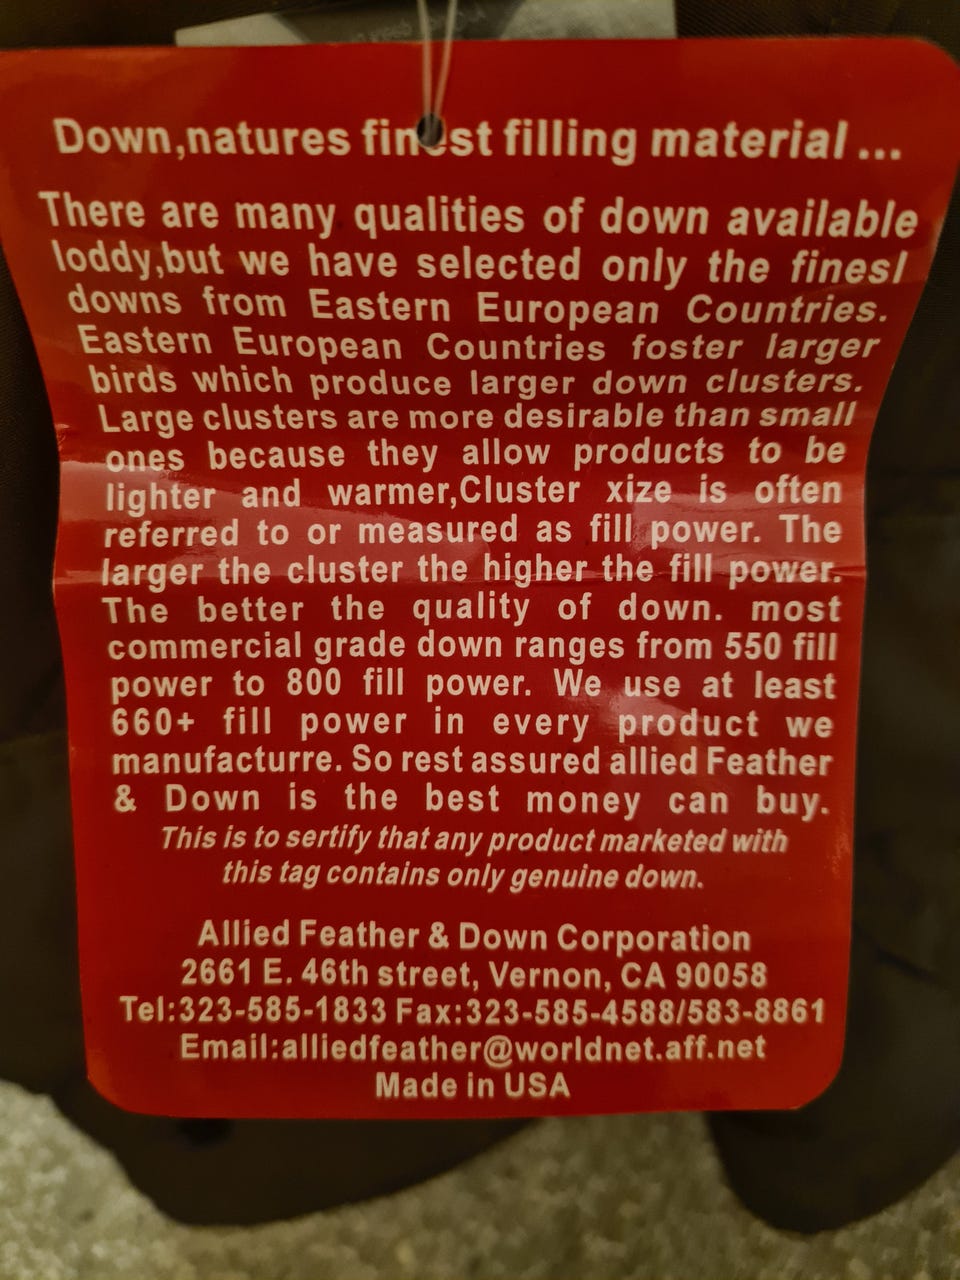 Down,natures finest filling material ...
There are many qualities of down available
loddy,but we have selected only the finesl
downs from Eastern European Countries.
Eastern European Countries foster larger
birds which produce larger down clusters.
Large clusters are more desirable than small
ones because they allow products to be
lighter and warmer,Cluster xize is often
referred to or measured as fill power. The
larger the cluster the higher the fill power.
The better the quality of down. most
commercial grade down ranges from 550 fill
power to 800 fill power. We use at least
660+ fill power in every product we
manufacturre. So rest assured allied Feather
& Down is the best money can buy.
This is to sertify that any product marketed with
this tag contains only genuine down.
Allied Feather & Down Corporation
2661 E. 46th street, Vernon, CA 90058
Tel:323-585-1833 Fax:323-585-4588/583-8861
Email:alliedfeather@worldnet.aff.net
Made in USA